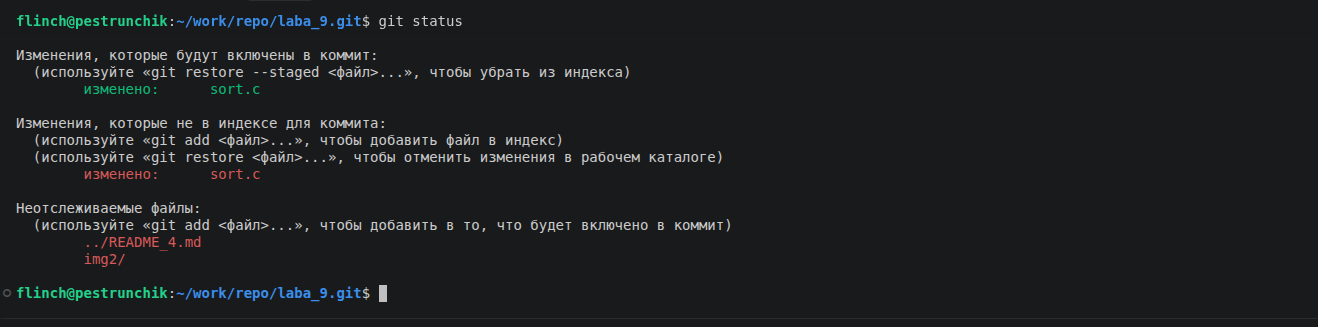 flinch@pestrunchik:~/work/repo/laba_9.git$ git status
Изменения, которые будут включены в коммит:
(используйте «git restore --staged <файл>...», чтобы убрать из индекса)
изменено:      sort.c
Изменения, которые не в индексе для коммита:
(используйте «git add <файл>...», чтобы добавить файл в индекс)
(используйте «git restore <файл>...», чтобы отменить изменения в рабочем каталоге)
изменено:      sort.c
Неотслеживаемые файлы:
(используйте «git add <файл>...», чтобы добавить в то, что будет включено в коммит)
../README_4.md
img2/
flinch@pestrunchik:~/work/repo/laba_9.git$